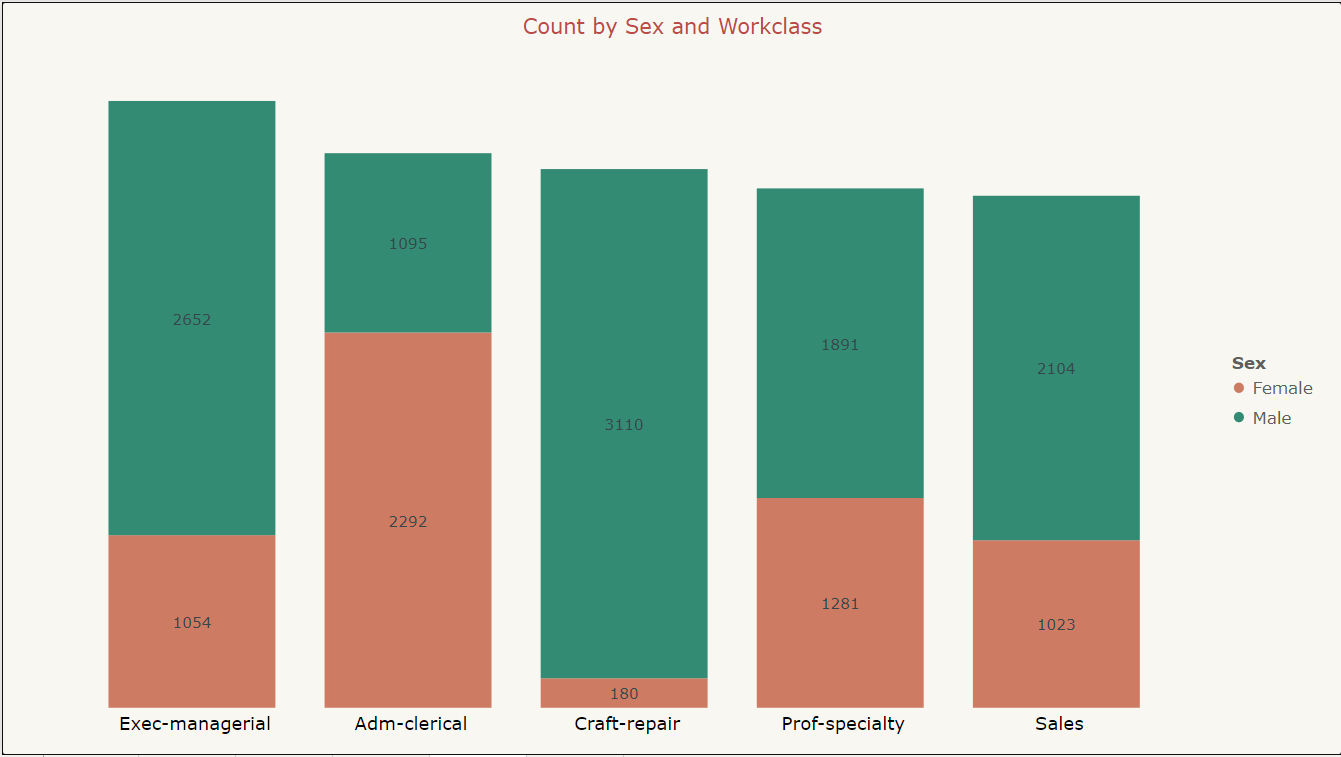 Count by Sex and Workclass
2652
1054
1095
2292
3110
180
1891
1281
2104
1023
Exec-managerial
Adm-clerical
Craft-repair
Prof-specialty
Sales
Sex
Female
Male